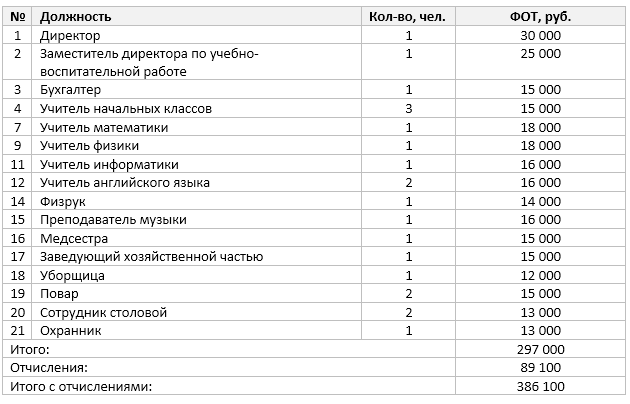 № Должность Кол-во, чел. ФОТ, руб.
1 Директор 1 30 000
2 Заместитель директора по учебно- 1 25 000
воспитательной работе
3 Бухгалтер 1 15 000
4 Учитель начальных классов 3 15 000
7 Учитель математики 1 18 000
9 Учитель физики 1 18 000
11 Учитель информатики 1 16 000
12 Учитель английского языка 2 16 000
14 Физрук 1 14 000
15 Преподаватель музыки 1 16 000
16 Медсестра 1 15 000
17 Заведующий хозяйственной частью 1 15 000
18 Уборщица 1 12 000
19 Повар 2 15 000
20 Сотрудник столовой 2 13 000
21 Охранник 1 13 000
Итого: 297 000
Отчисления: 89 100
Итого с отчислениями: 386 100